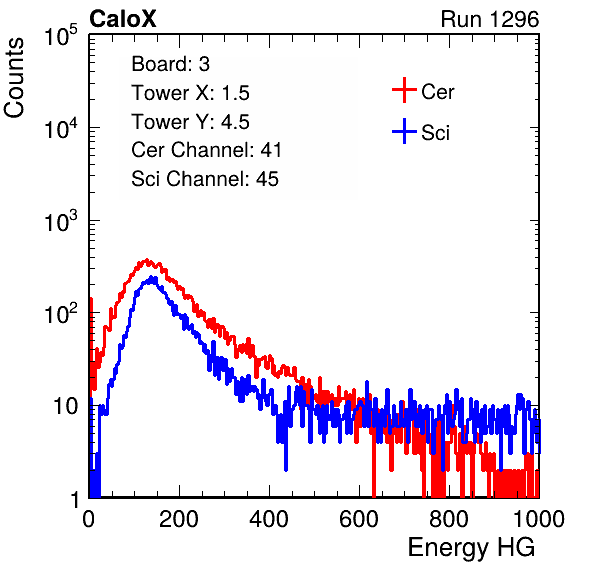 CaloX Run 1296
Counts
Board: 3
Tower X: 1.5
Tower Y: 4.5
Cer Channel: 41
Sci Channel: 45
Cer
Sci
10^5
10^4
10^3
10^2
10
1
0 200 400 600 800 1000
Energy HG